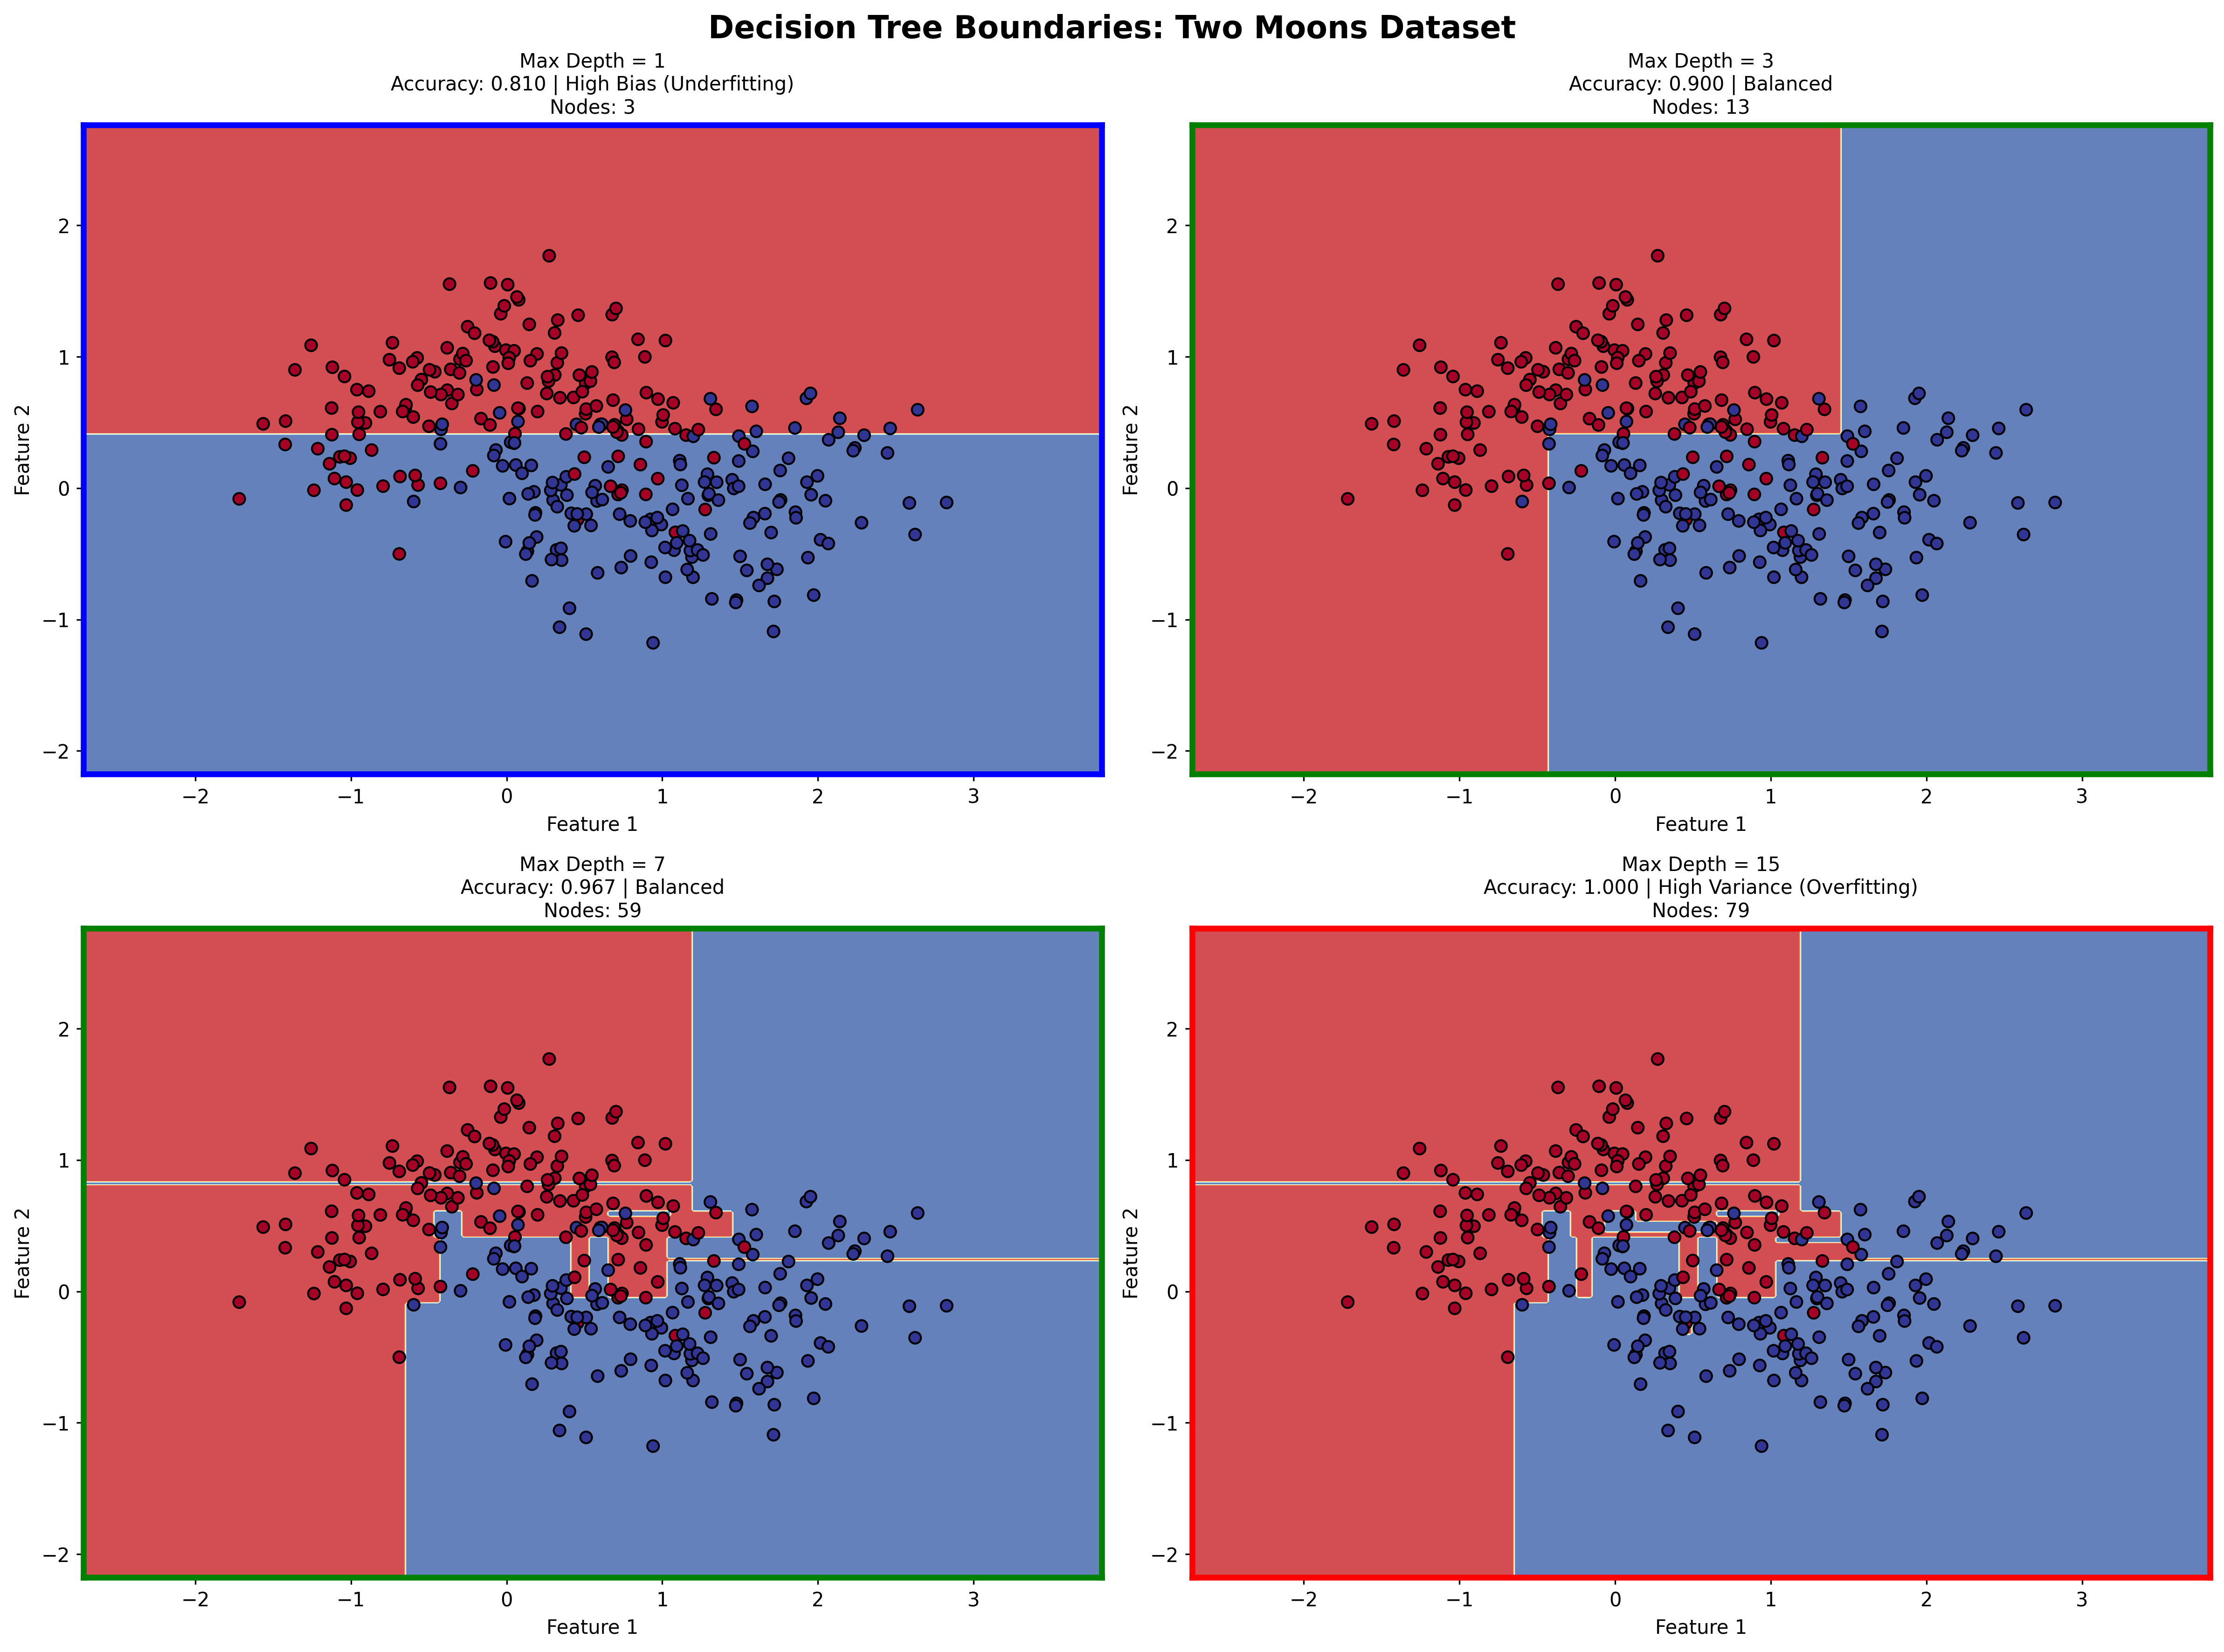 Decision Tree Boundaries: Two Moons Dataset
Max Depth = 1
Accuracy: 0.810 | High Bias (Underfitting)
Nodes: 3
2
1
0
−1
−2
Feature 2
−2 −1 0 1 2 3
Feature 1
Max Depth = 3
Accuracy: 0.900 | Balanced
Nodes: 13
2
1
0
−1
−2
Feature 2
−2 −1 0 1 2 3
Feature 1
Max Depth = 7
Accuracy: 0.967 | Balanced
Nodes: 59
2
1
0
−1
−2
Feature 2
−2 −1 0 1 2 3
Feature 1
Max Depth = 15
Accuracy: 1.000 | High Variance (Overfitting)
Nodes: 79
2
1
0
−1
−2
Feature 2
−2 −1 0 1 2 3
Feature 1